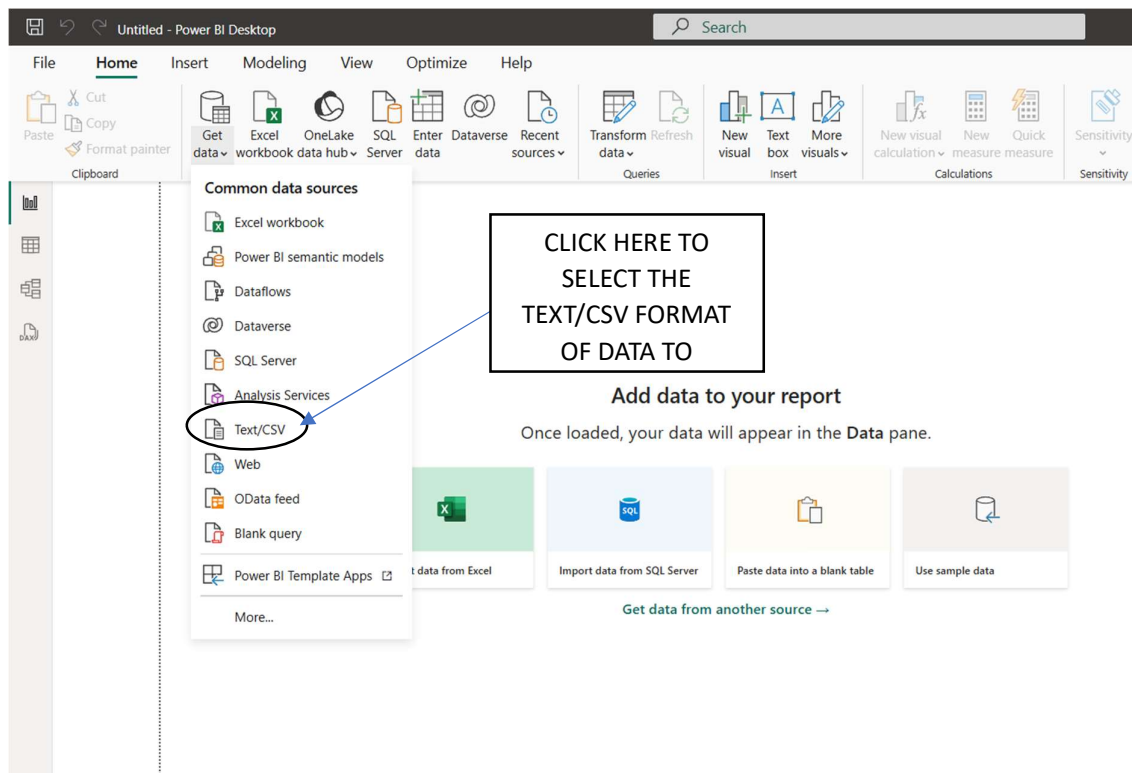 Untitled - Power BI Desktop
Search
File Home Insert Modeling View Optimize Help
Paste
Cut
Copy
Format painter
Clipboard
Get data
Excel workbook
OneLake data hub
SQL Server
Enter data
Dataverse
Recent sources
Transform data
Refresh
Queries
New visual
Text box
More visuals
Insert
New visual calculation
New measure
Quick measure
Calculations
Sensitivity
Sensitivity
Common data sources
Excel workbook
Power BI semantic models
Dataflows
Dataverse
SQL Server
Analysis Services
Text/CSV
Web
OData feed
Blank query
Power BI Template Apps
More...
DAX
CLICK HERE TO
SELECT THE
TEXT/CSV FORMAT
OF DATA TO
Add data to your report
Once loaded, your data will appear in the Data pane.
t data from Excel
SQL
Import data from SQL Server
Paste data into a blank table
Use sample data
Get data from another source →